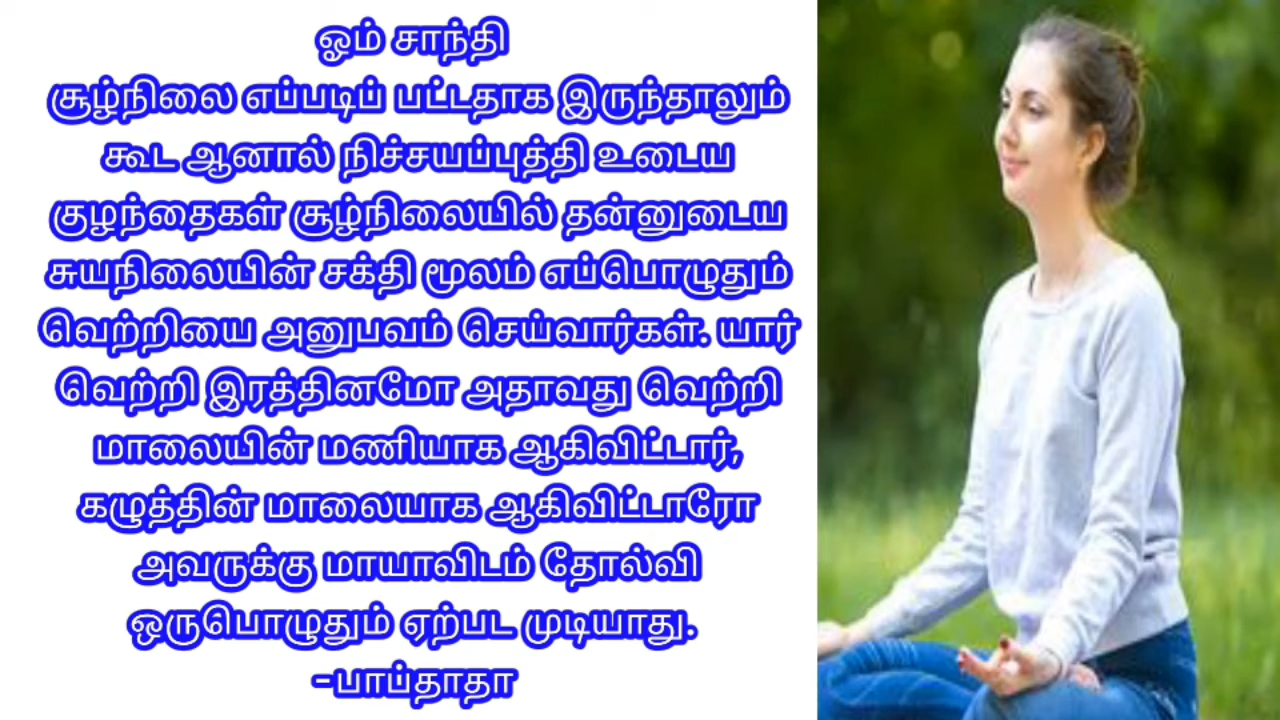 ஓம் சாந்தி
சூழ்நிலை எப்படிப் பட்டதாக இருந்தாலும்
கூட ஆனால் நிச்சயப்புத்தி உடைய
குழந்தைகள் சூழ்நிலையில் தன்னுடைய
சுயநிலையின் சக்தி மூலம் எப்பொழுதும்
வெற்றியை அனுபவம் செய்வார்கள். யார்
வெற்றி இரத்தினமோ அதாவது வெற்றி
மாலையின் மணியாக ஆகிவிட்டார்,
கழுத்தின் மாலையாக ஆகிவிட்டாரோ
அவருக்கு மாயாவிடம் தோல்வி
ஒருபொழுதும் ஏற்பட முடியாது.
-பாப்தாதா